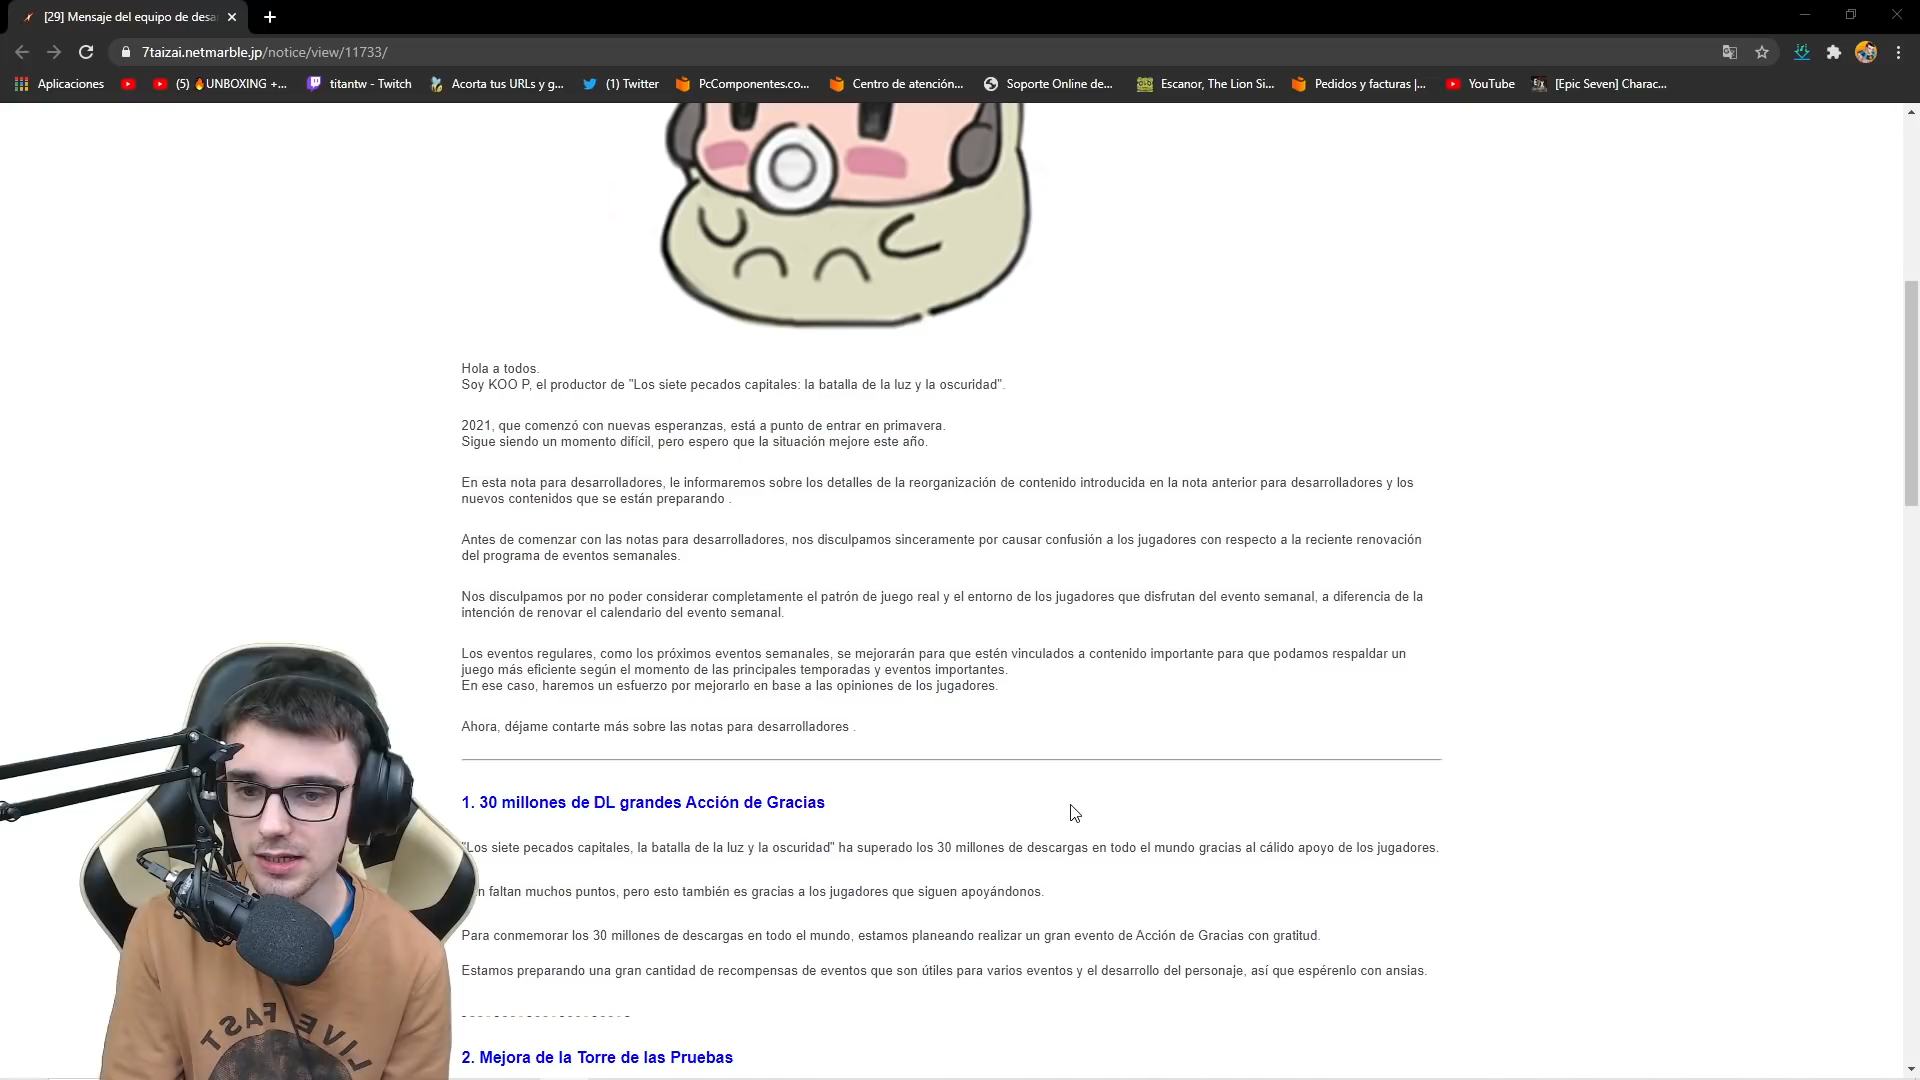 [29] Mensaje del equipo de desa
7taizai.netmarble.jp/notice/view/11733/
Aplicaciones
(5) 🔥UNBOXING +...
titantw - Twitch
Acorta tus URLs y g...
(1) Twitter
PcComponentes.co...
Centro de atención...
Soporte Online de...
Escanor, The Lion Si...
Pedidos y facturas |...
YouTube
[Epic Seven] Charac...
Hola a todos.
Soy KOO P, el productor de "Los siete pecados capitales: la batalla de la luz y la oscuridad".
2021, que comenzó con nuevas esperanzas, está a punto de entrar en primavera.
Sigue siendo un momento difícil, pero espero que la situación mejore este año.
En esta nota para desarrolladores, le informaremos sobre los detalles de la reorganización de contenido introducida en la nota anterior para desarrolladores y los
nuevos contenidos que se están preparando .
Antes de comenzar con las notas para desarrolladores, nos disculpamos sinceramente por causar confusión a los jugadores con respecto a la reciente renovación
del programa de eventos semanales.
Nos disculpamos por no poder considerar completamente el patrón de juego real y el entorno de los jugadores que disfrutan del evento semanal, a diferencia de la
intención de renovar el calendario del evento semanal.
Los eventos regulares, como los próximos eventos semanales, se mejorarán para que estén vinculados a contenido importante para que podamos respaldar un
juego más eficiente según el momento de las principales temporadas y eventos importantes.
En ese caso, haremos un esfuerzo por mejorarlo en base a las opiniones de los jugadores.
Ahora, déjame contarte más sobre las notas para desarrolladores .
1. 30 millones de DL grandes Acción de Gracias
"Los siete pecados capitales, la batalla de la luz y la oscuridad" ha superado los 30 millones de descargas en todo el mundo gracias al cálido apoyo de los jugadores.
n faltan muchos puntos, pero esto también es gracias a los jugadores que siguen apoyándonos.
Para conmemorar los 30 millones de descargas en todo el mundo, estamos planeando realizar un gran evento de Acción de Gracias con gratitud.
Estamos preparando una gran cantidad de recompensas de eventos que son útiles para varios eventos y el desarrollo del personaje, así que espérenlo con ansias.
- - - - - - - - - - - - - - - - - - - - -
2. Mejora de la Torre de las Pruebas
LIVE FAST